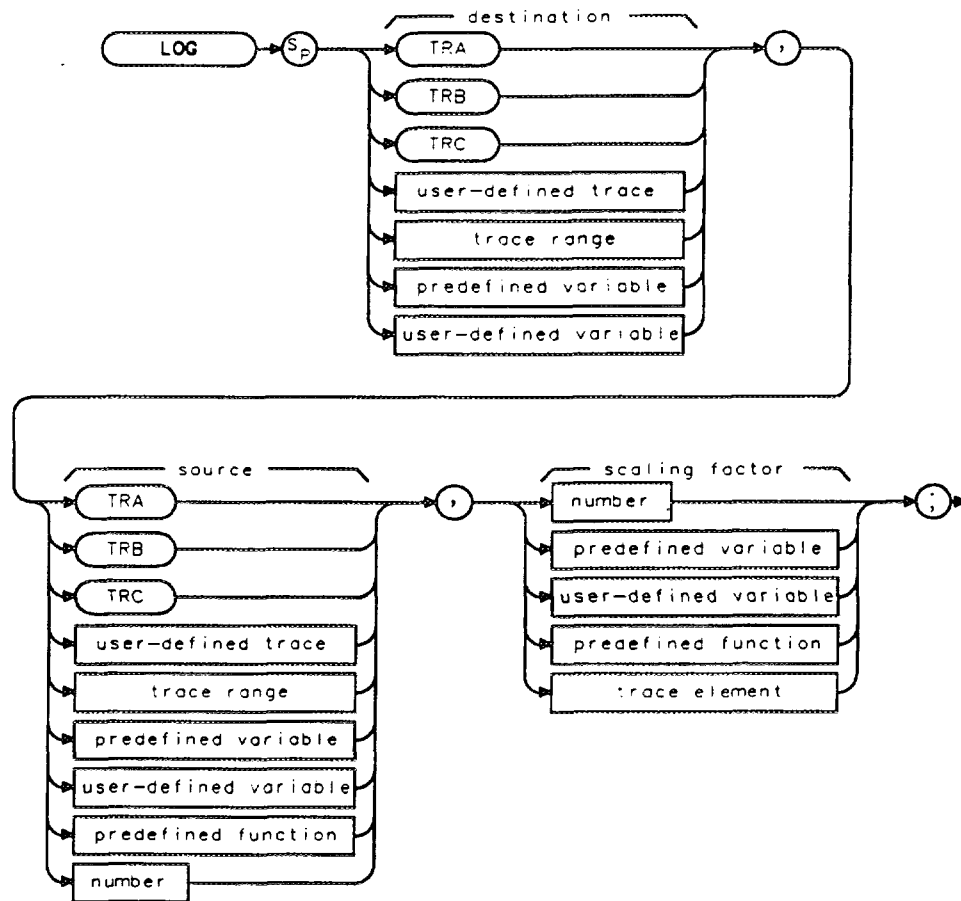 destination
LOG
SP
TRA
,
TRB
TRC
user-defined trace
trace range
predefined variable
user-defined variable
source
TRA
,
TRB
TRC
user-defined trace
trace range
predefined variable
user-defined variable
predefined function
number
scaling factor
number
;
predefined variable
user-defined variable
predefined function
trace element